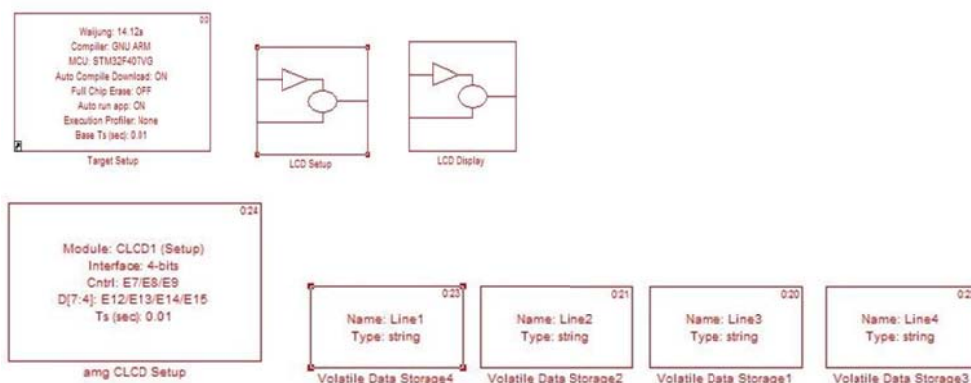 0:0
Waijung: 14.12a
Compiler: GNU ARM
MCU: STM32F407VG
Auto Compile Download: ON
Full Chip Erase: OFF
Auto run app: ON
Execution Profiler: None
Base Ts (sec): 0.01
Target Setup
LCD Setup
LCD Display
0:24
Module: CLCD1 (Setup)
Interface: 4-bits
Cntrl: E7/E8/E9
D[7:4]: E12/E13/E14/E15
Ts (sec): 0.01
amg CLCD Setup
0:23
Name: Line1
Type: string
Volatile Data Storage4
0:21
Name: Line2
Type: string
Volatile Data Storage2
0:20
Name: Line3
Type: string
Volatile Data Storage1
Name: Line4
Type: string
Volatile Data Storage3